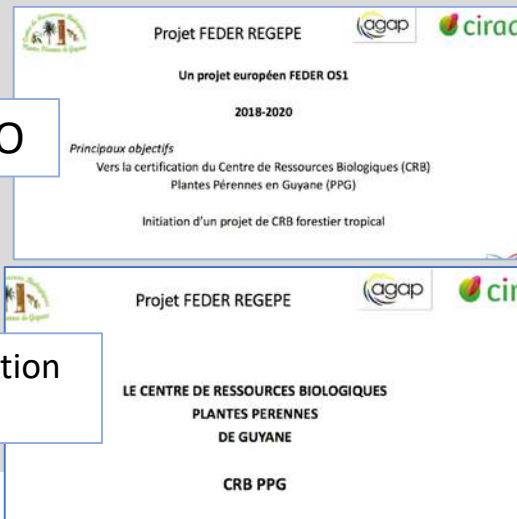 Projet FEDER REGEPE
agap
cirad
Un projet européen FEDER OS1
2018-2020
O
Principaux objectifs
Vers la certification du Centre de Ressources Biologiques (CRB)
Plantes Pérennes en Guyane (PPG)
Initiation d'un projet de CRB forestier tropical
Projet FEDER REGEPE
agap
cir
tion
LE CENTRE DE RESSOURCES BIOLOGIQUES
PLANTES PERENNES
DE GUYANE
CRB PPG